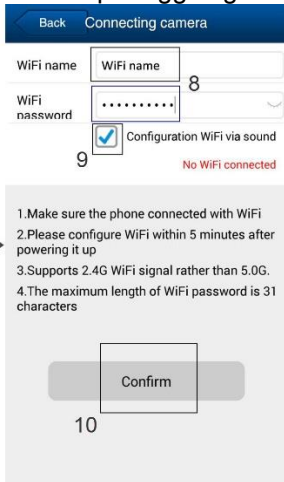 Back Connecting camera
WiFi name WiFi name
8
WiFi
password ••••••••••
9 Configuration WiFi via sound
No WiFi connected
1.Make sure the phone connected with WiFi
2.Please configure WiFi within 5 minutes after
powering it up
3.Supports 2.4G WiFi signal rather than 5.0G.
4.The maximum length of WiFi password is 31
characters
Confirm
10